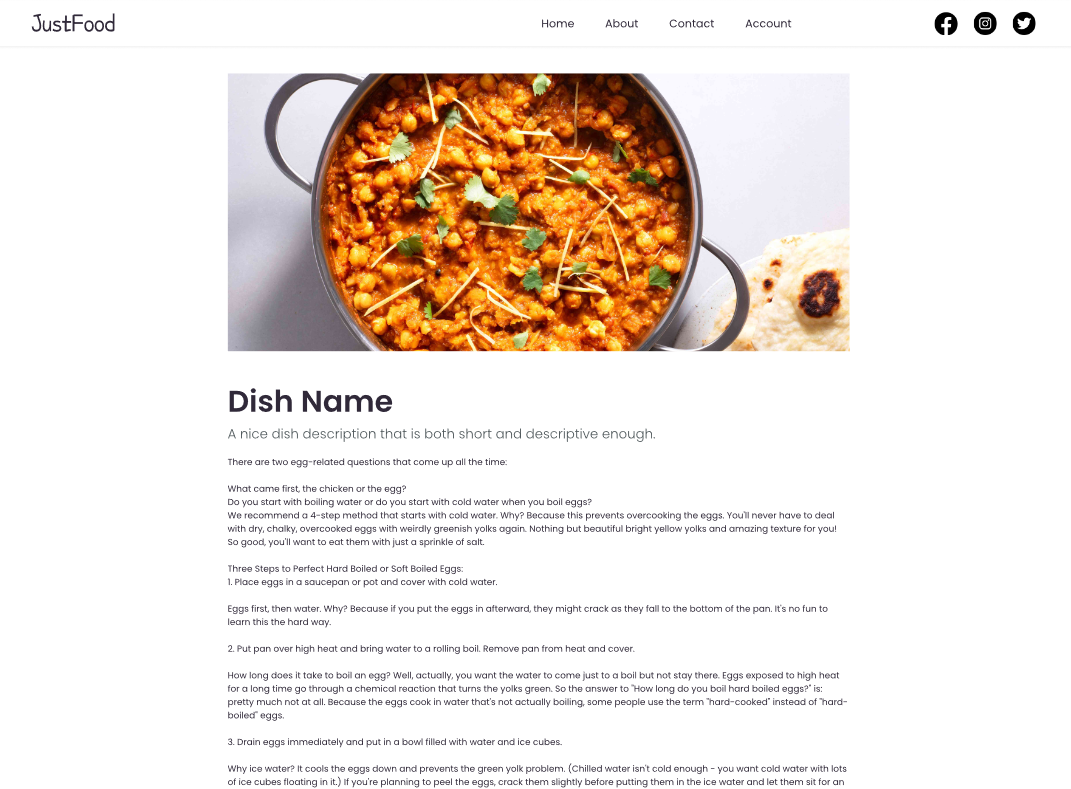 JustFood
Home About Contact Account
Dish Name
A nice dish description that is both short and descriptive enough.
There are two egg-related questions that come up all the time:
What came first, the chicken or the egg?
Do you start with boiling water or do you start with cold water when you boil eggs?
We recommend a 4-step method that starts with cold water. Why? Because this prevents overcooking the eggs. You'll never have to deal
with dry, chalky, overcooked eggs with weirdly greenish yolks again. Nothing but beautiful bright yellow yolks and amazing texture for you!
So good, you'll want to eat them with just a sprinkle of salt.
Three Steps to Perfect Hard Boiled or Soft Boiled Eggs:
1. Place eggs in a saucepan or pot and cover with cold water.
Eggs first, then water. Why? Because if you put the eggs in afterward, they might crack as they fall to the bottom of the pan. It's no fun to
learn this the hard way.
2. Put pan over high heat and bring water to a rolling boil. Remove pan from heat and cover.
How long does it take to boil an egg? Well, actually, you want the water to come just to a boil but not stay there. Eggs exposed to high heat
for a long time go through a chemical reaction that turns the yolks green. So the answer to "How long do you boil hard boiled eggs?" is:
pretty much not at all. Because the eggs cook in water that's not actually boiling, some people use the term "hard-cooked" instead of "hard-
boiled" eggs.
3. Drain eggs immediately and put in a bowl filled with water and ice cubes.
Why ice water? It cools the eggs down and prevents the green yolk problem. (Chilled water isn't cold enough - you want cold water with lots
of ice cubes floating in it.) If you're planning to peel the eggs, crack them slightly before putting them in the ice water and let them sit for an